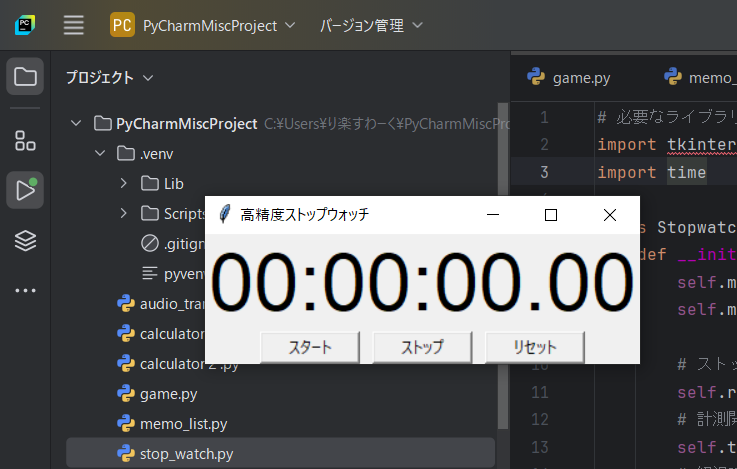 PC PyCharmMiscProject バージョン管理
プロジェクト
game.py
memo_
PyCharmMiscProject C:¥Users¥り楽すわーく¥PyCharmMiscPro
.venv
Lib
Scripts
.gitign
pyven
audio_tran
calculator
calculator2 .py
game.py
memo_list.py
stop_watch.py
1 # 必要なライブラリ
2 import tkinter
3 import time
s Stopwatc
def __init
self.m
self.m
10 # ストッ
11 self.r
12 # 計測開
13 self.t
高精度ストップウォッチ
00:00:00.00
スタート ストップ リセット